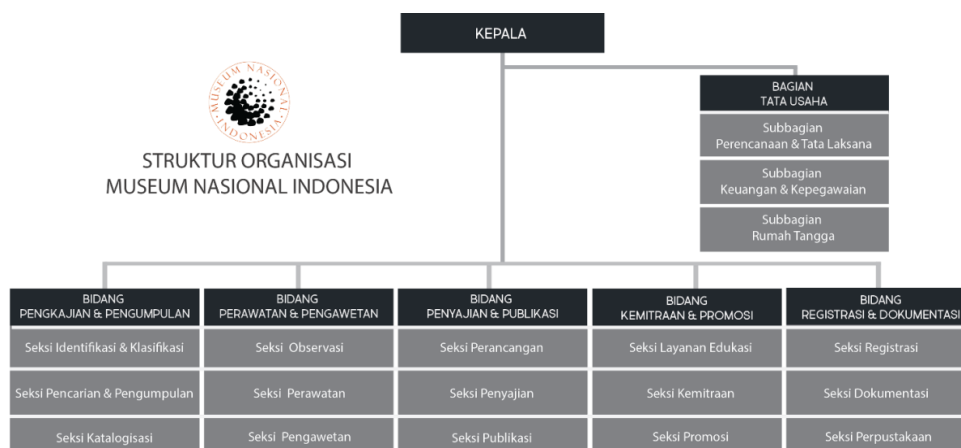 KEPALA
MUSEUM NASIONAL
INDONESIA
STRUKTUR ORGANISASI
MUSEUM NASIONAL INDONESIA
BAGIAN
TATA USAHA
Subbagian
Perencanaan & Tata Laksana
Subbagian
Keuangan & Kepegawaian
Subbagian
Rumah Tangga
BIDANG
PENGKAJIAN & PENGUMPULAN
Seksi Identifikasi & Klasifikasi
Seksi Pencarian & Pengumpulan
Seksi Katalogisasi
BIDANG
PERAWATAN & PENGAWETAN
Seksi Observasi
Seksi Perawatan
Seksi Pengawetan
BIDANG
PENYAJIAN & PUBLIKASI
Seksi Perancangan
Seksi Penyajian
Seksi Publikasi
BIDANG
KEMITRAAN & PROMOSI
Seksi Layanan Edukasi
Seksi Kemitraan
Seksi Promosi
BIDANG
REGISTRASI & DOKUMENTASI
Seksi Registrasi
Seksi Dokumentasi
Seksi Perpustakaan